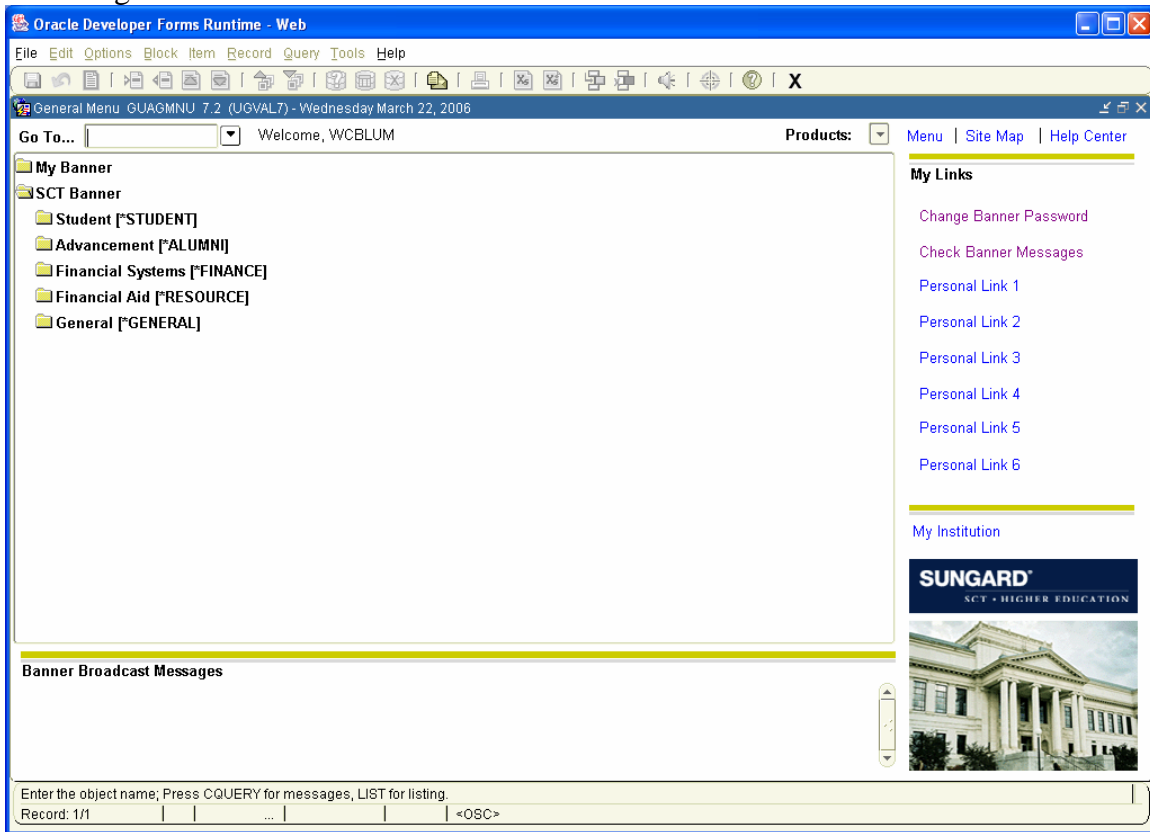 Oracle Developer Forms Runtime - Web
File Edit Options Block Item Record Query Tools Help
General Menu GUAGMNU 7.2 (UGVAL7) - Wednesday March 22, 2006
Go To... Welcome, WCBLUM Products: Menu | Site Map | Help Center
My Banner
SCT Banner
Student [*STUDENT]
Advancement [*ALUMNI]
Financial Systems [*FINANCE]
Financial Aid [*RESOURCE]
General [*GENERAL]
My Links
Change Banner Password
Check Banner Messages
Personal Link 1
Personal Link 2
Personal Link 3
Personal Link 4
Personal Link 5
Personal Link 6
My Institution
SUNGARD®
SCT • HIGHER EDUCATION
Banner Broadcast Messages
Enter the object name; Press CQUERY for messages, LIST for listing.
Record: 1/1 ... <OSC>